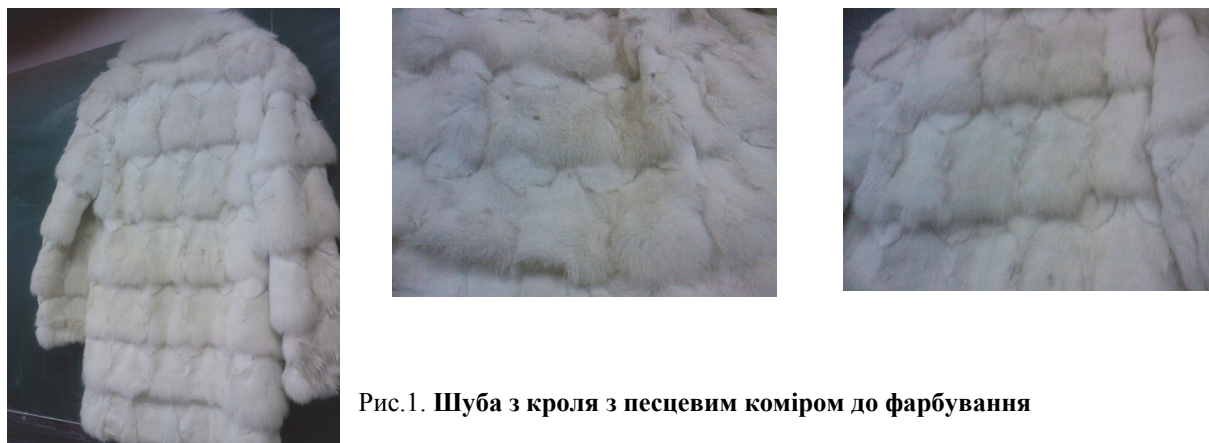 Рис.1. Шуба з кроля з песцевим коміром до фарбування